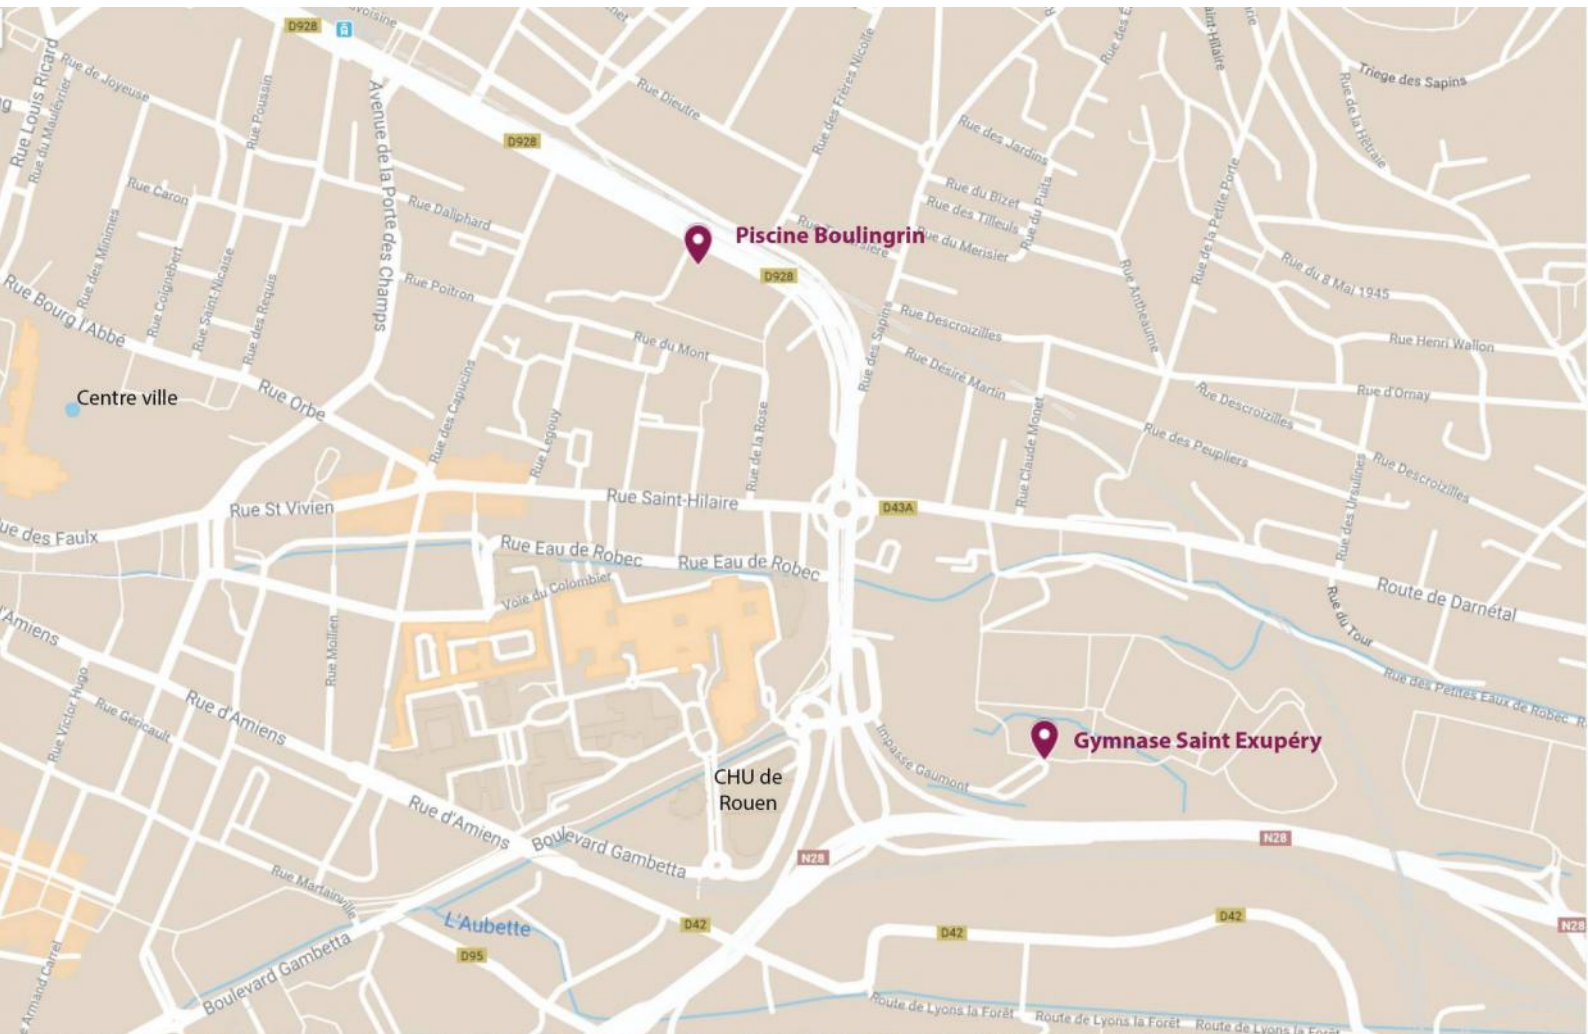 D928
Rue Louis Ricard
Rue du Maulévrier
Rue de Joyeuse
Rue Poussin
Avenue de la Porte des Champs
D928
Rue Dieutre
Rue des Frères Nicolle
Triege des Sapins
Rue de la Hêtraie
Rue des Jardins
Rue du Bizet
Rue des Tilleuls
Rue du Merisier
Rue du Puits
Rue de la Petite Porte
Rue Caron
Rue Daliphard
Rue des Minimes
Rue Coignebert
Rue Saint-Nicaise
Rue des Requis
Piscine Boulingrin
D928
Rue Poitron
Rue du 8 Mai 1945
Rue Antheaume
Rue Bourg l'Abbé
Rue du Mont
Rue des Sapins
Rue Descroizilles
Rue Henri Wallon
Rue Désiré Martin
Rue d'Ornay
Centre ville
Rue Orbe
Rue des Capucins
Rue Legouy
Rue de la Rose
Rue Claude Monet
Rue Descroizilles
Rue des Peupliers
Rue Descroizilles
Rue des Ursulines
Rue St Vivien
Rue Saint-Hilaire
D43A
ue des Faulx
Rue Eau de Robec
Rue Eau de Robec
Voie du Colombier
Route de Darnétal
Rue du Tour
'Amiens
Rue Mollien
Rue Victor Hugo
Rue Géricault
Rue d'Amiens
Rue des Petites Eaux de Robec
Impasse Gaumont
Gymnase Saint Exupéry
CHU de
Rouen
Rue d'Amiens
Boulevard Gambetta
N28
N28
Rue Martainville
L'Aubette
D42
D42
D42
N28
D95
Boulevard Gambetta
Armand Carrel
Route de Lyons la Forêt
Route de Lyons la Forêt
Route de Lyons la Forêt